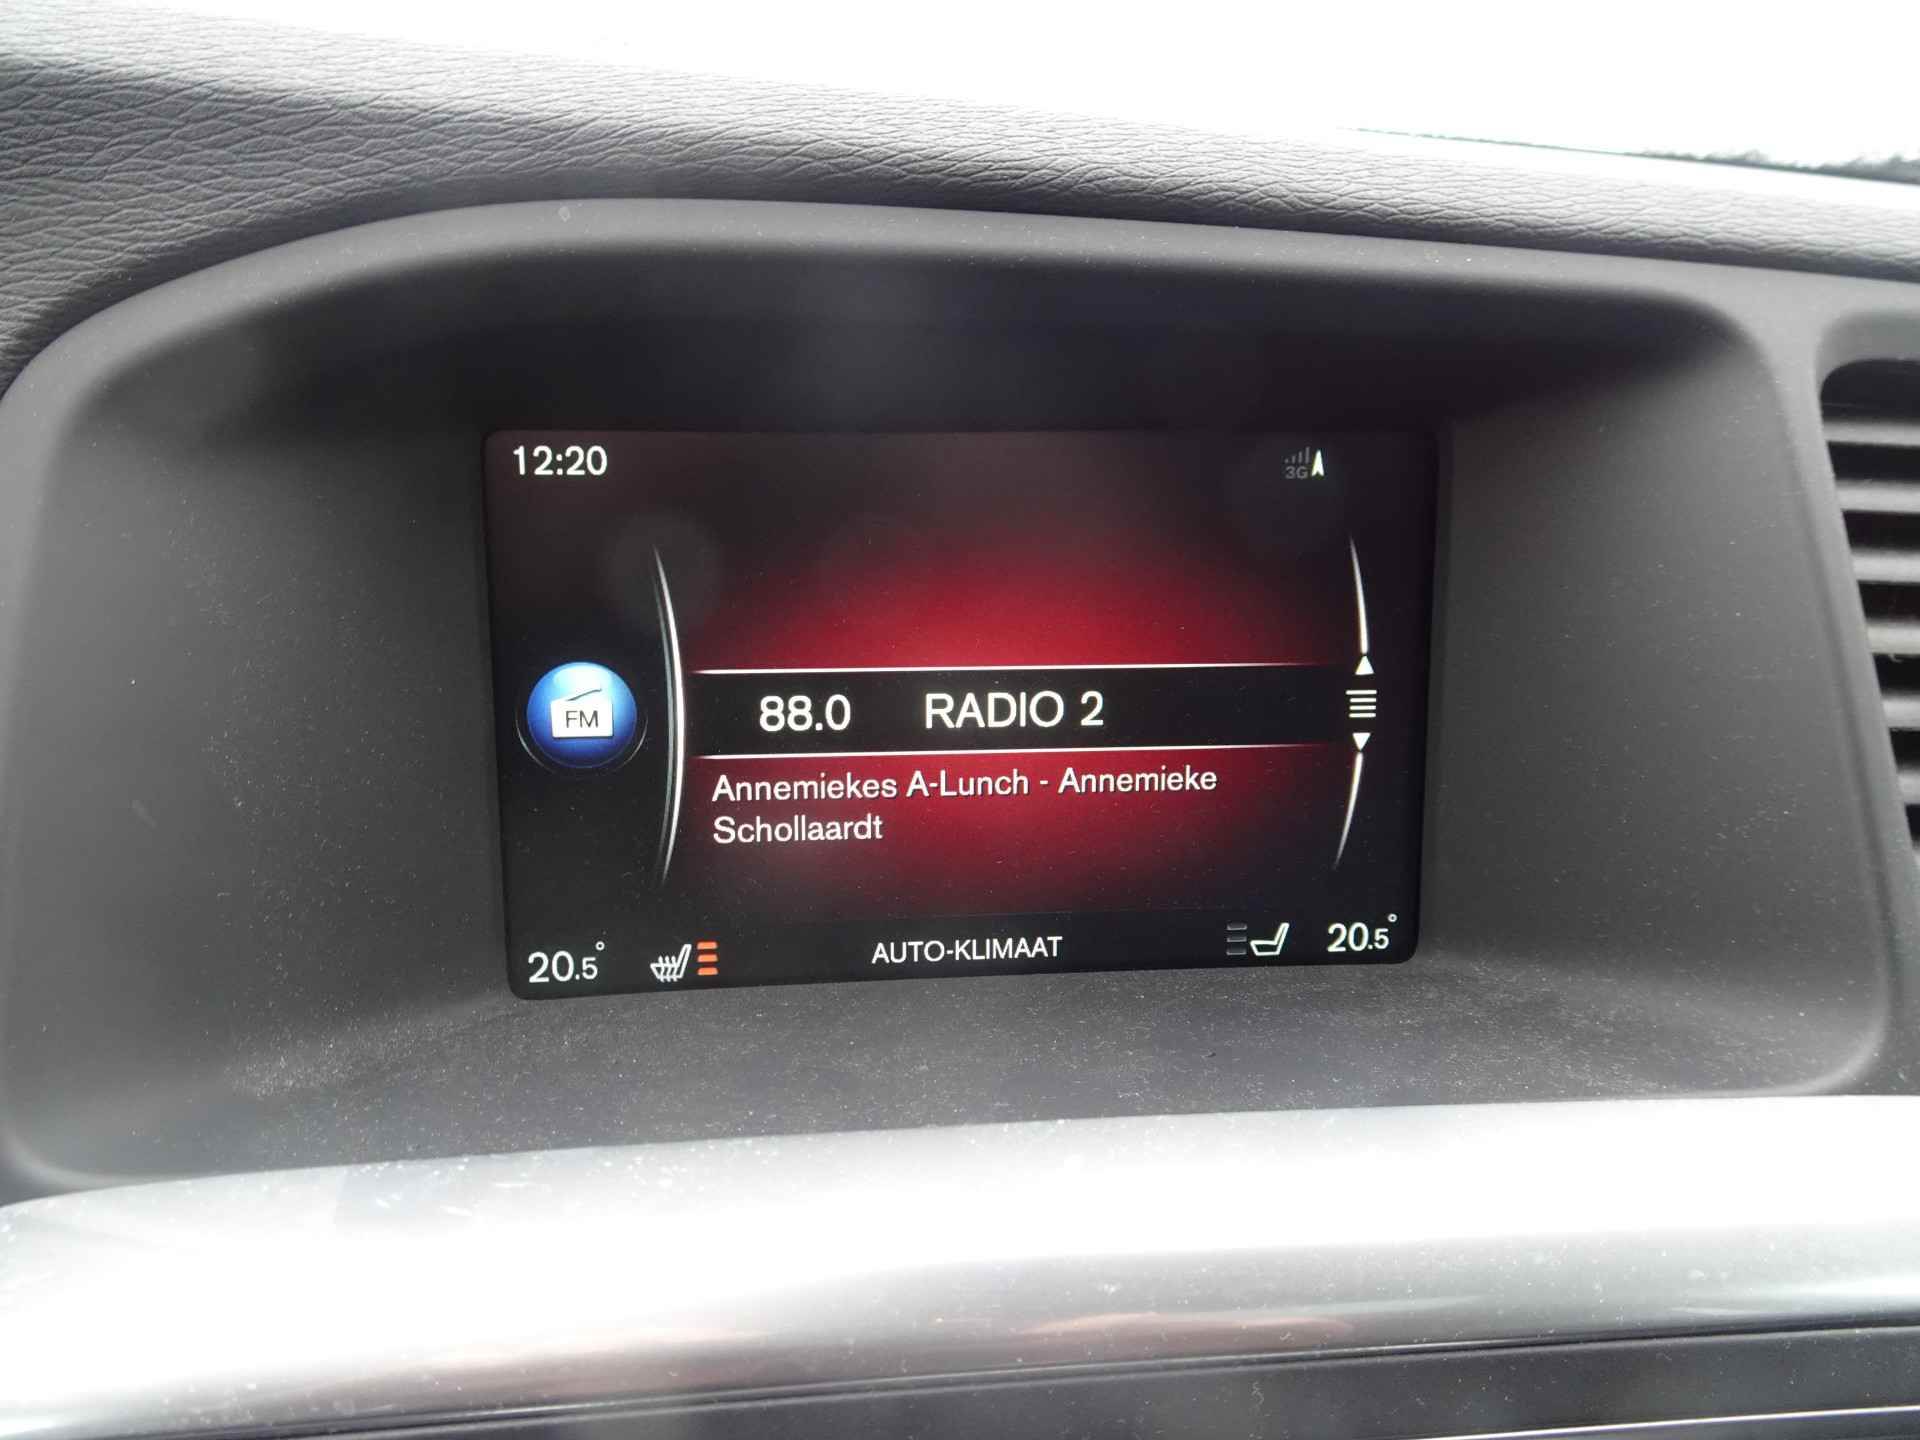 12:20
3G
FM
88.0 RADIO 2
Annemiekes A-Lunch - Annemieke
Schollaardt
20.5° AUTO-KLIMAAT 20.5°